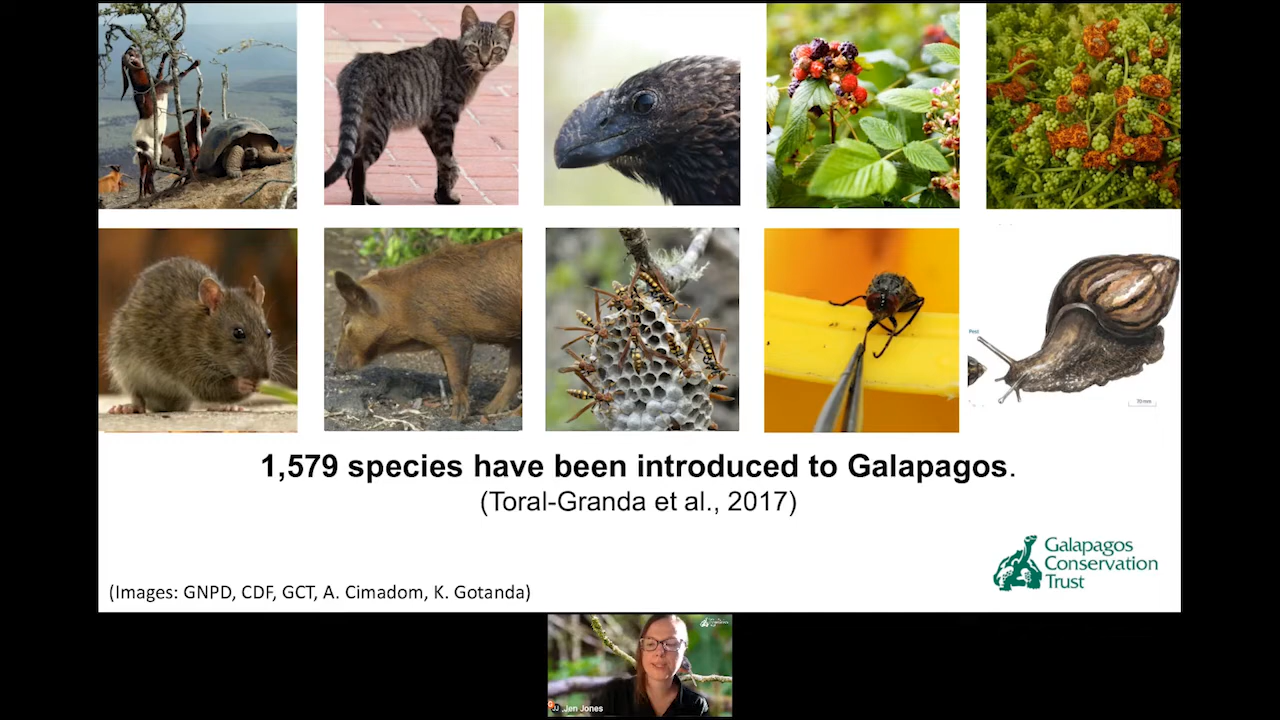 1,579 species have been introduced to Galapagos.
(Toral-Granda et al., 2017)
Galapagos
Conservation
Trust
(Images: GNPD, CDF, GCT, A. Cimadom, K. Gotanda)
JJ Jen Jones